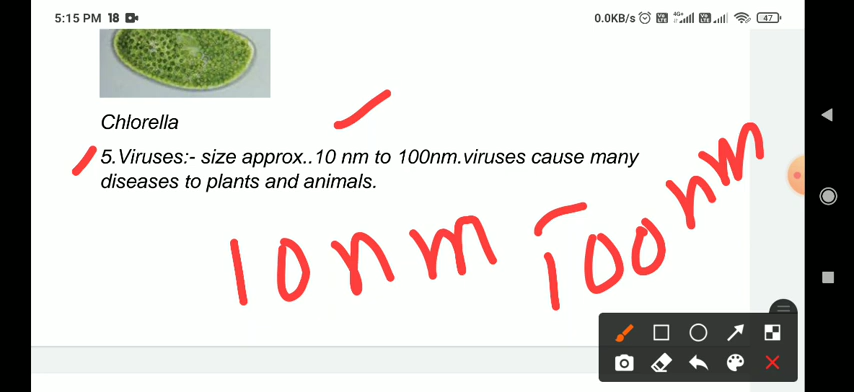 5:15 PM 18 0.0KB/s 4G+ 47
Chlorella
5.Viruses:- size approx..10 nm to 100nm.viruses cause many
diseases to plants and animals.
10nm 100nm